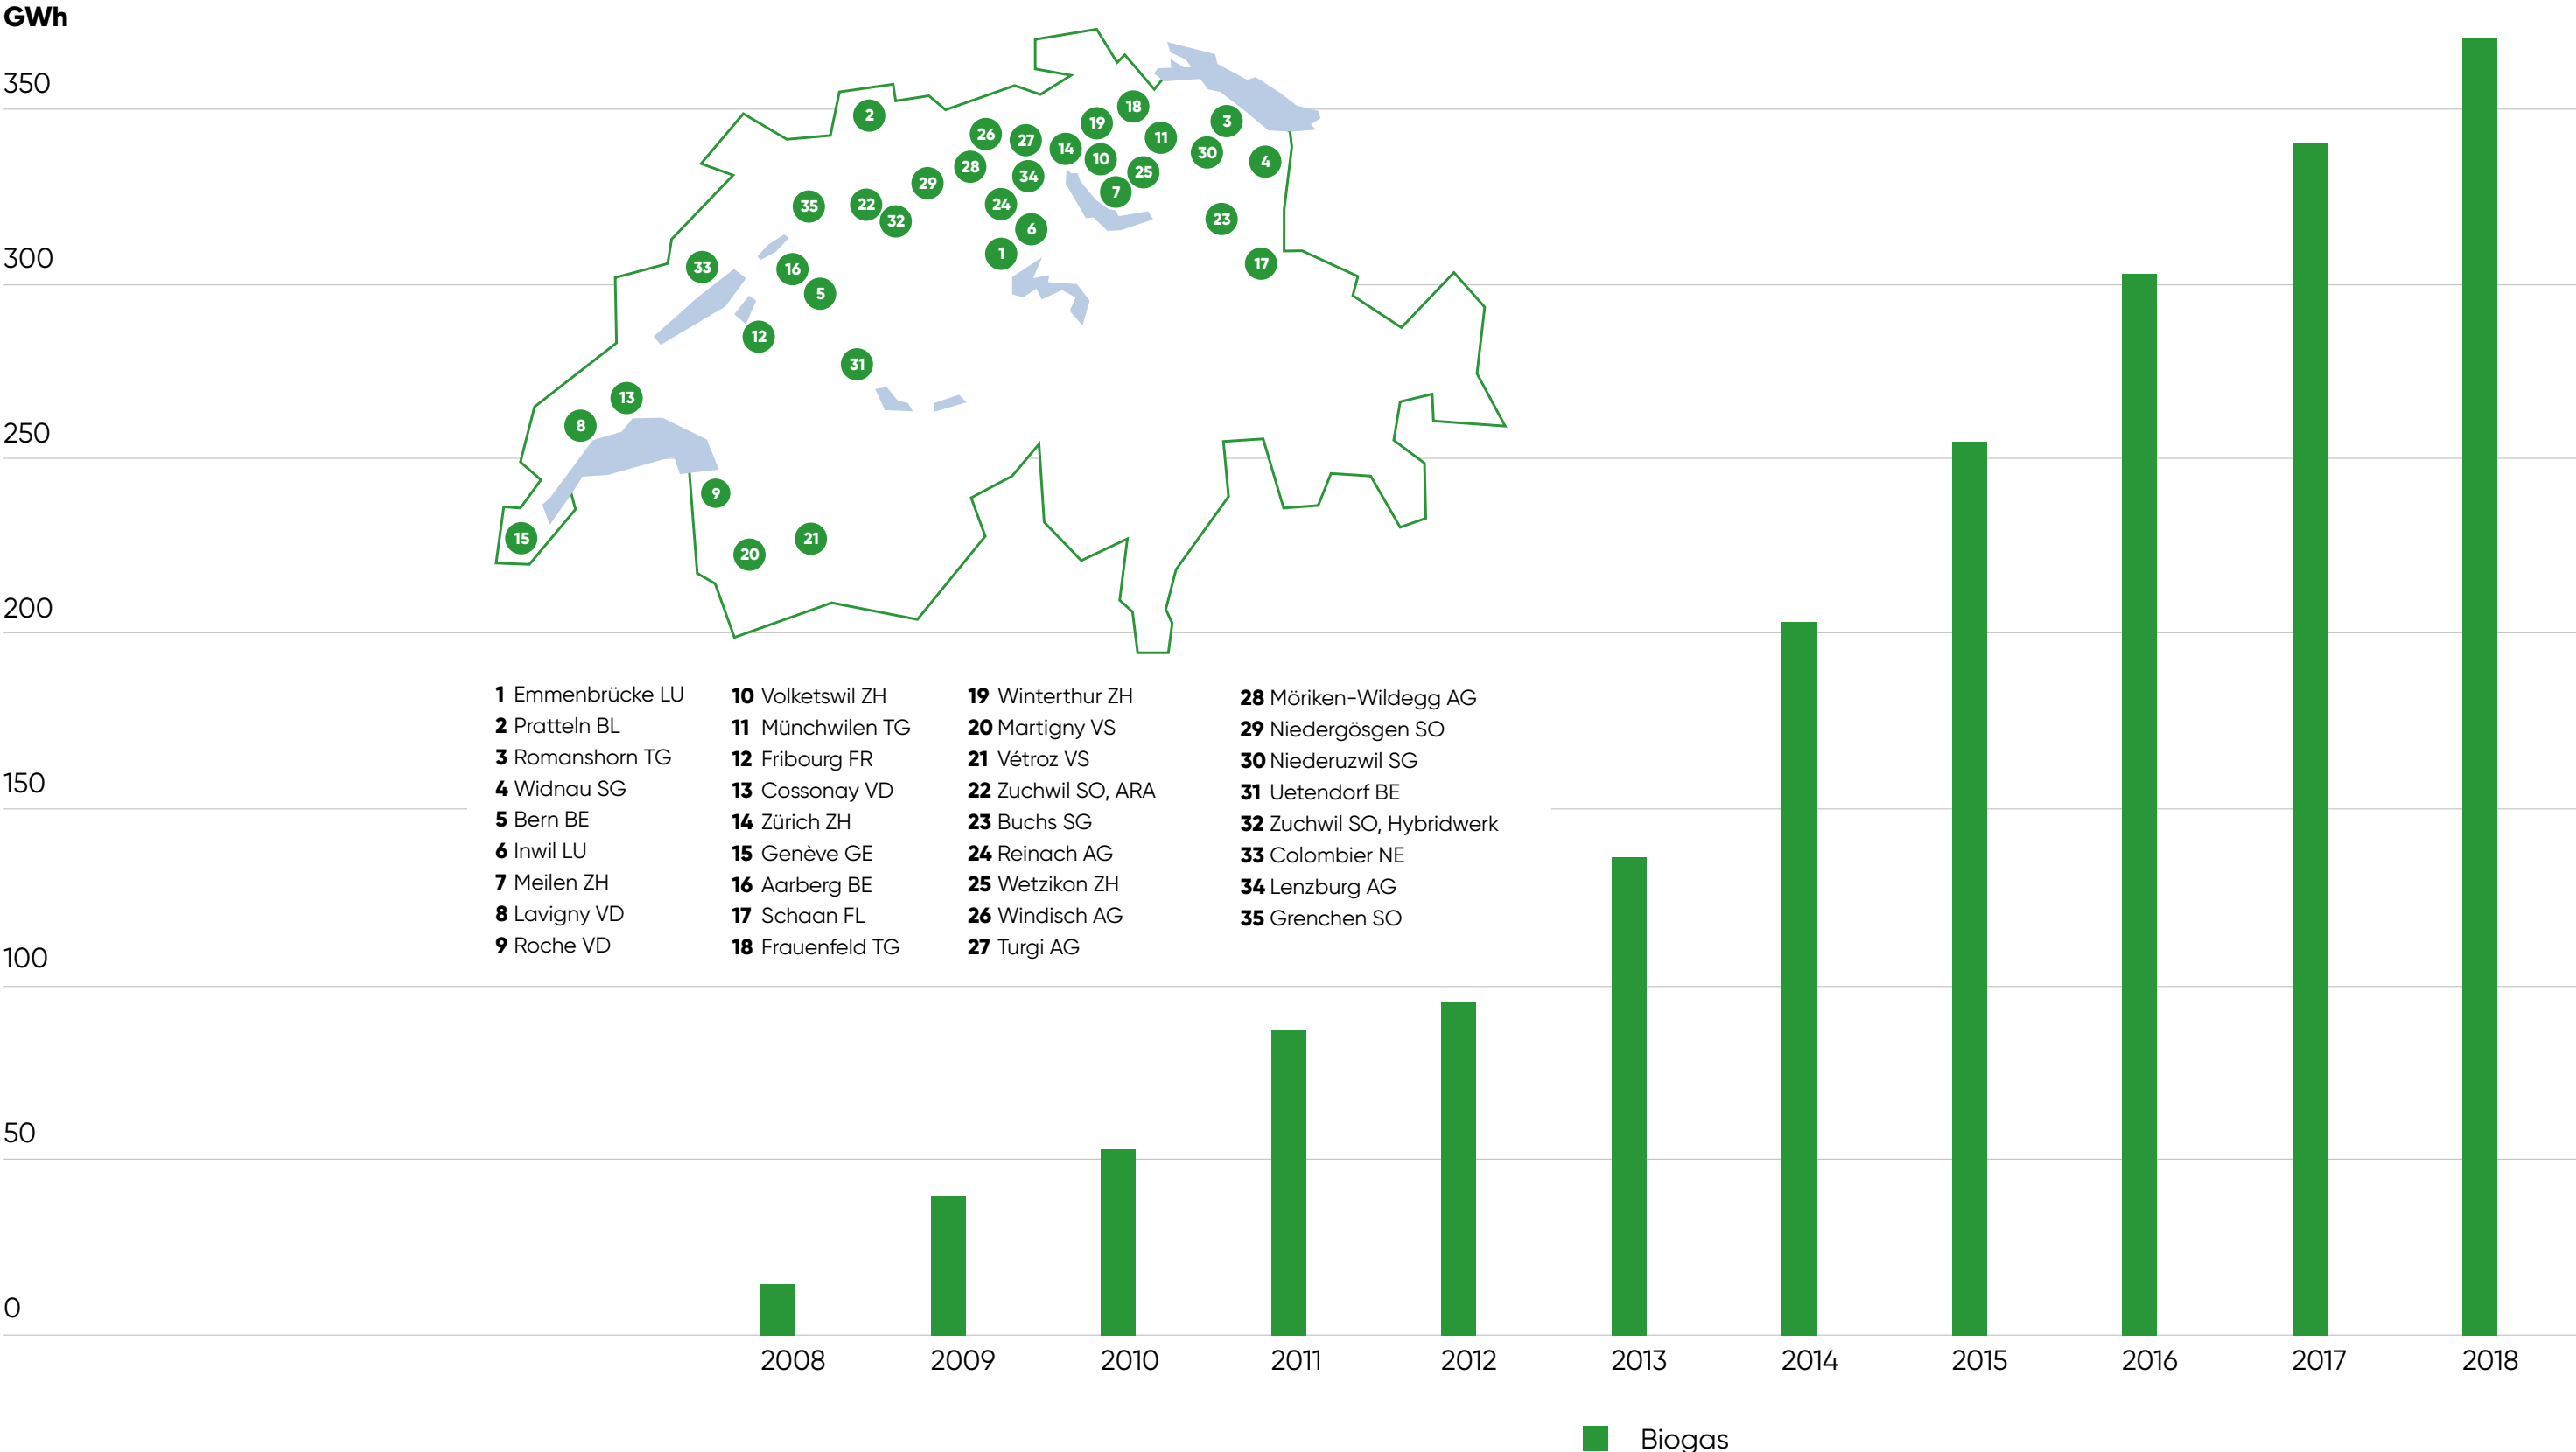 GWh
350
300
250
200
150
100
50
0
2
18
19
3
26
27
11
14
10
30
4
28
25
34
29
7
35
22
24
32
23
6
1
17
33
16
5
12
31
13
8
9
15
21
20
1 Emmenbrücke LU
2 Pratteln BL
3 Romanshorn TG
4 Widnau SG
5 Bern BE
6 Inwil LU
7 Meilen ZH
8 Lavigny VD
9 Roche VD
10 Volketswil ZH
11 Münchwilen TG
12 Fribourg FR
13 Cossonay VD
14 Zürich ZH
15 Genève GE
16 Aarberg BE
17 Schaan FL
18 Frauenfeld TG
19 Winterthur ZH
20 Martigny VS
21 Vétroz VS
22 Zuchwil SO, ARA
23 Buchs SG
24 Reinach AG
25 Wetzikon ZH
26 Windisch AG
27 Turgi AG
28 Möriken-Wildegg AG
29 Niedergösgen SO
30 Niederuzwil SG
31 Uetendorf BE
32 Zuchwil SO, Hybridwerk
33 Colombier NE
34 Lenzburg AG
35 Grenchen SO
2008 2009 2010 2011 2012 2013 2014 2015 2016 2017 2018
Biogas